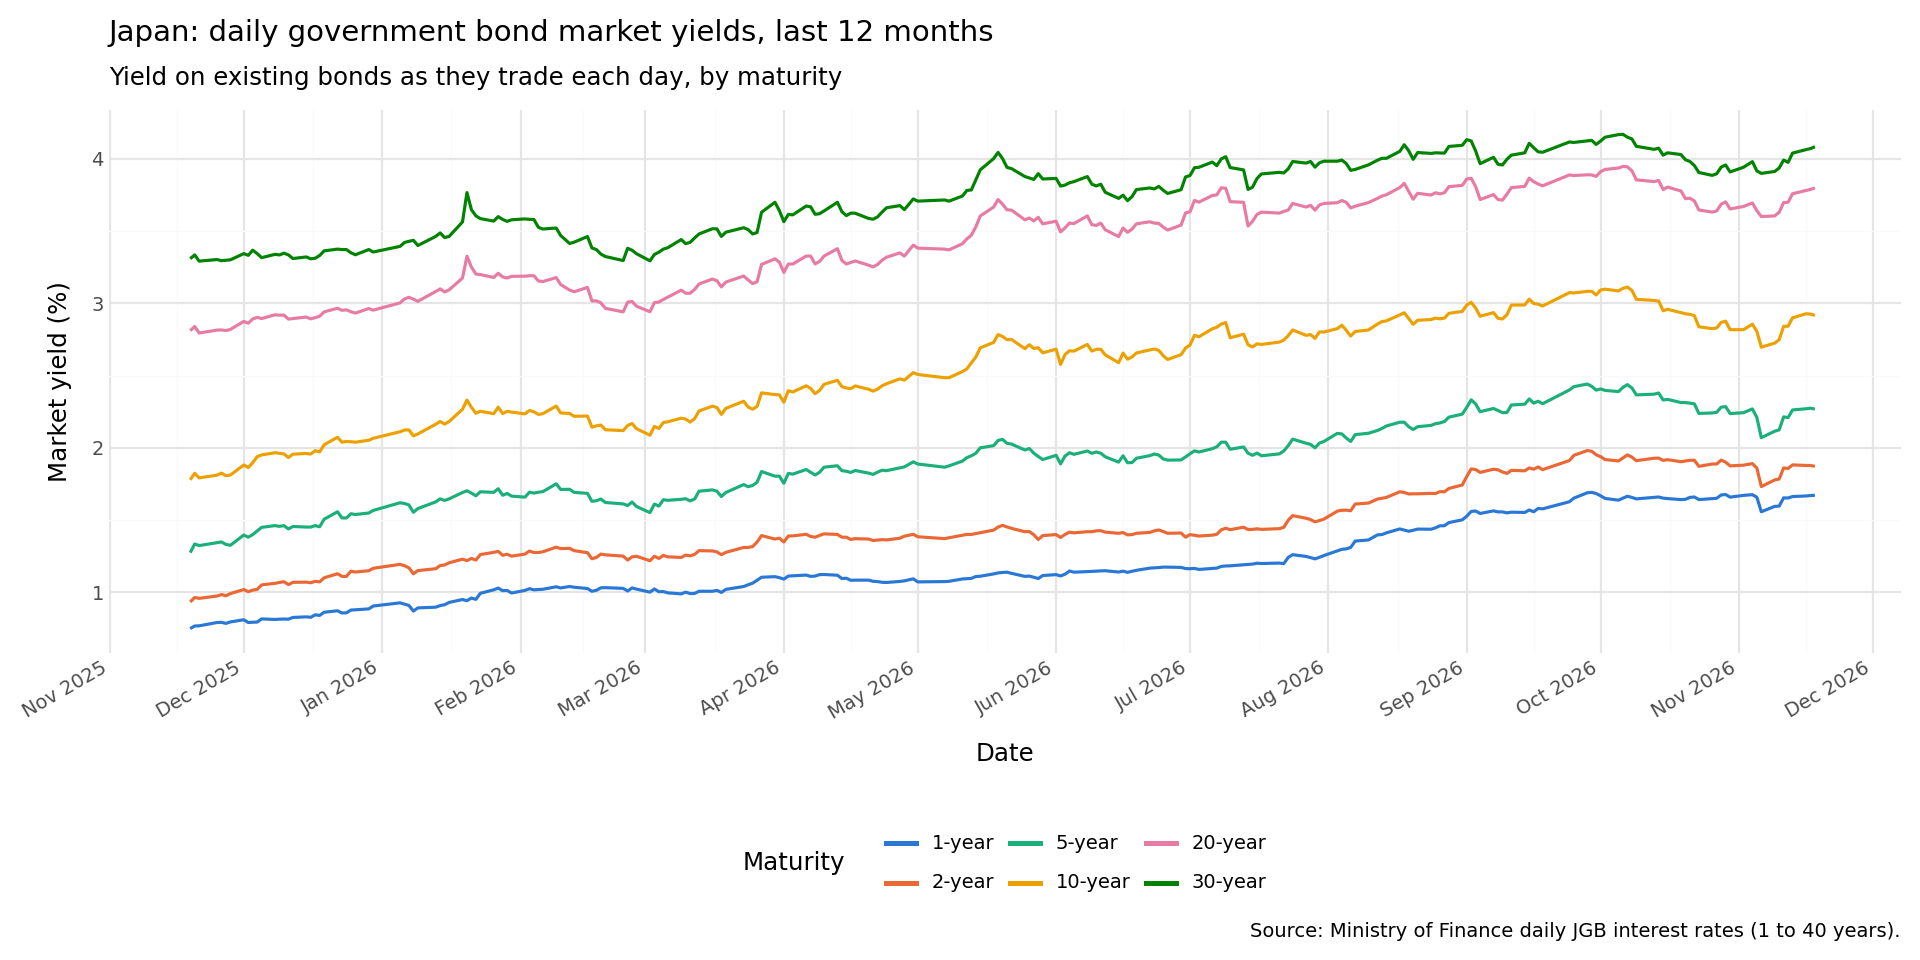 Japan: daily government bond market yields, last 12 months
Yield on existing bonds as they trade each day, by maturity
Market yield (%)
4
3
2
1
Nov 2025
Dec 2025
Jan 2026
Feb 2026
Mar 2026
Apr 2026
May 2026
Jun 2026
Jul 2026
Aug 2026
Sep 2026
Oct 2026
Nov 2026
Dec 2026
Date
Maturity
1-year
5-year
20-year
2-year
10-year
30-year
Source: Ministry of Finance daily JGB interest rates (1 to 40 years).